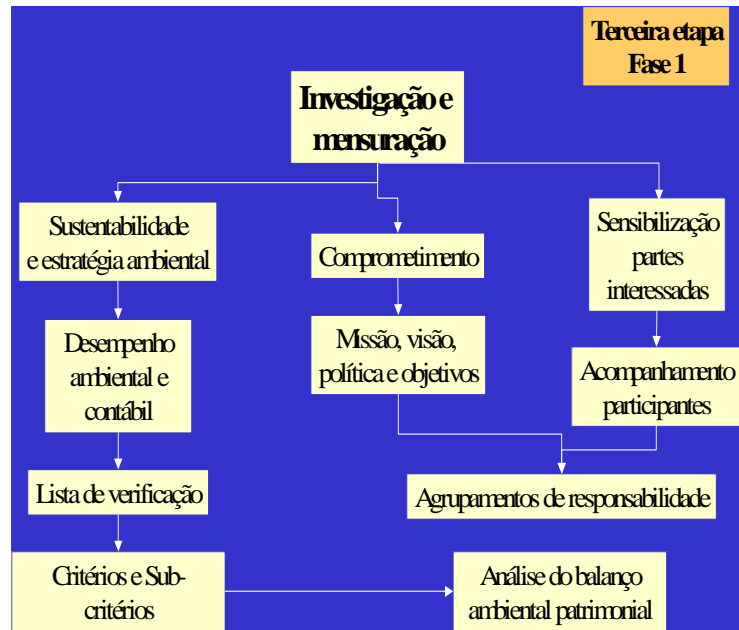 Terceira etapa
Fase 1
Investigação e
mensuração
Sustentabilidade
e estratégia ambiental
Comprometimento
Sensibilização
partes
interessadas
Desempenho
ambiental e
contábil
Missão, visão,
política e objetivos
Acompanhamento
participantes
Lista de verificação
Agrupamentos de responsabilidade
Critérios e Sub-
critérios
Análise do balanço
ambiental patrimonial